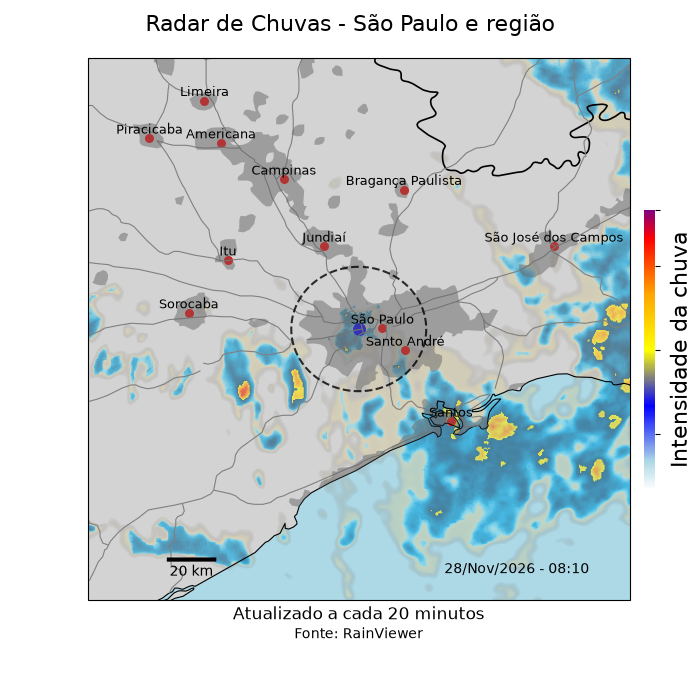 Radar de Chuvas - São Paulo e região
Limeira
Piracicaba
Americana
Campinas
Bragança Paulista
Jundiaí
São José dos Campos
Itu
Sorocaba
São Paulo
Santo André
Santos
Intensidade da chuva
28/Nov/2026 - 08:10
20 km
Atualizado a cada 20 minutos
Fonte: RainViewer